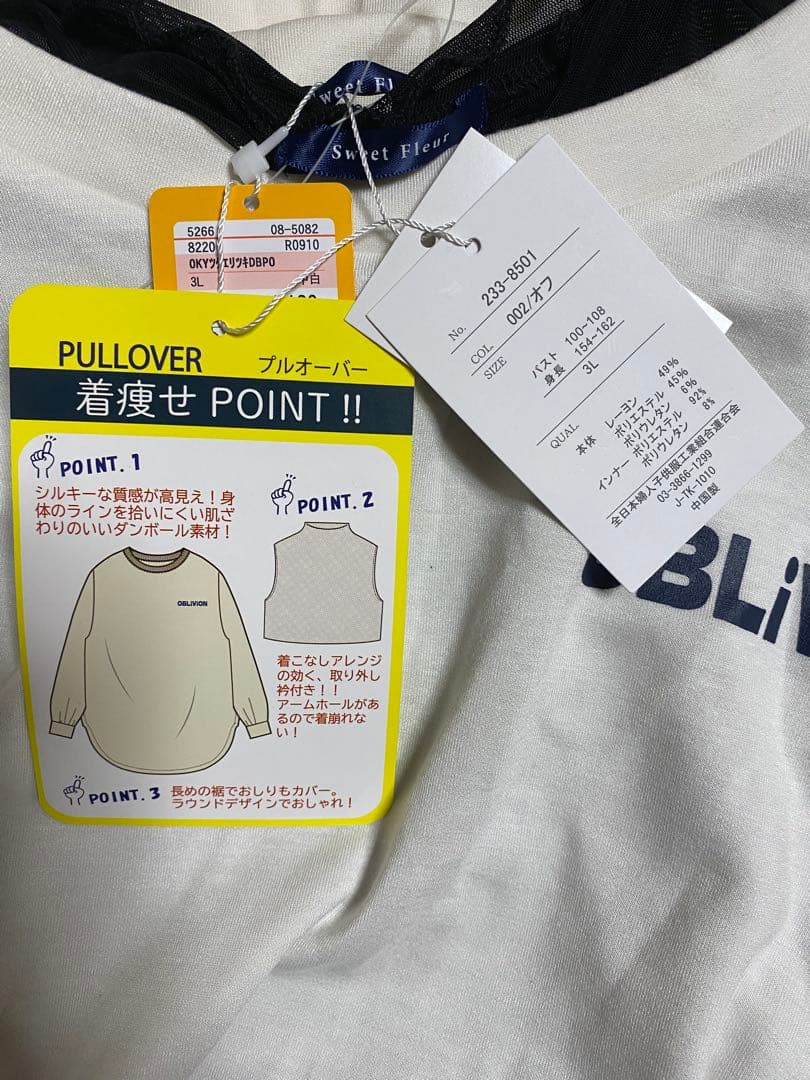 Sweet Fleur
5266 08-5082
8220 R0910
OKYツケエリツキDBPO
3L
PULLOVER プルオーバー
着痩せ POINT !!
POINT.1
シルキーな質感が高見え！身
体のラインを拾いにくい肌ざ
わりのいいダンボール素材！
POINT.2
OBLiViON
着こなしアレンジ
の効く、取り外し
衿付き！！
アームホールがあ
るので着崩れな
い！
POINT.3 長めの裾でおしりもカバー。
ラウンドデザインでおしゃれ！
No. 233-8501
COL 002/オフ
SIZE バスト 100~108
身長 154~162
3L
QUAL
本体 レーヨン 49%
ポリエステル 45%
ポリウレタン 6%
インナー ポリエステル 92%
ポリウレタン 8%
全日本婦人子供服工業組合連合会
03-3866-1299
J-TK-1010
中国製